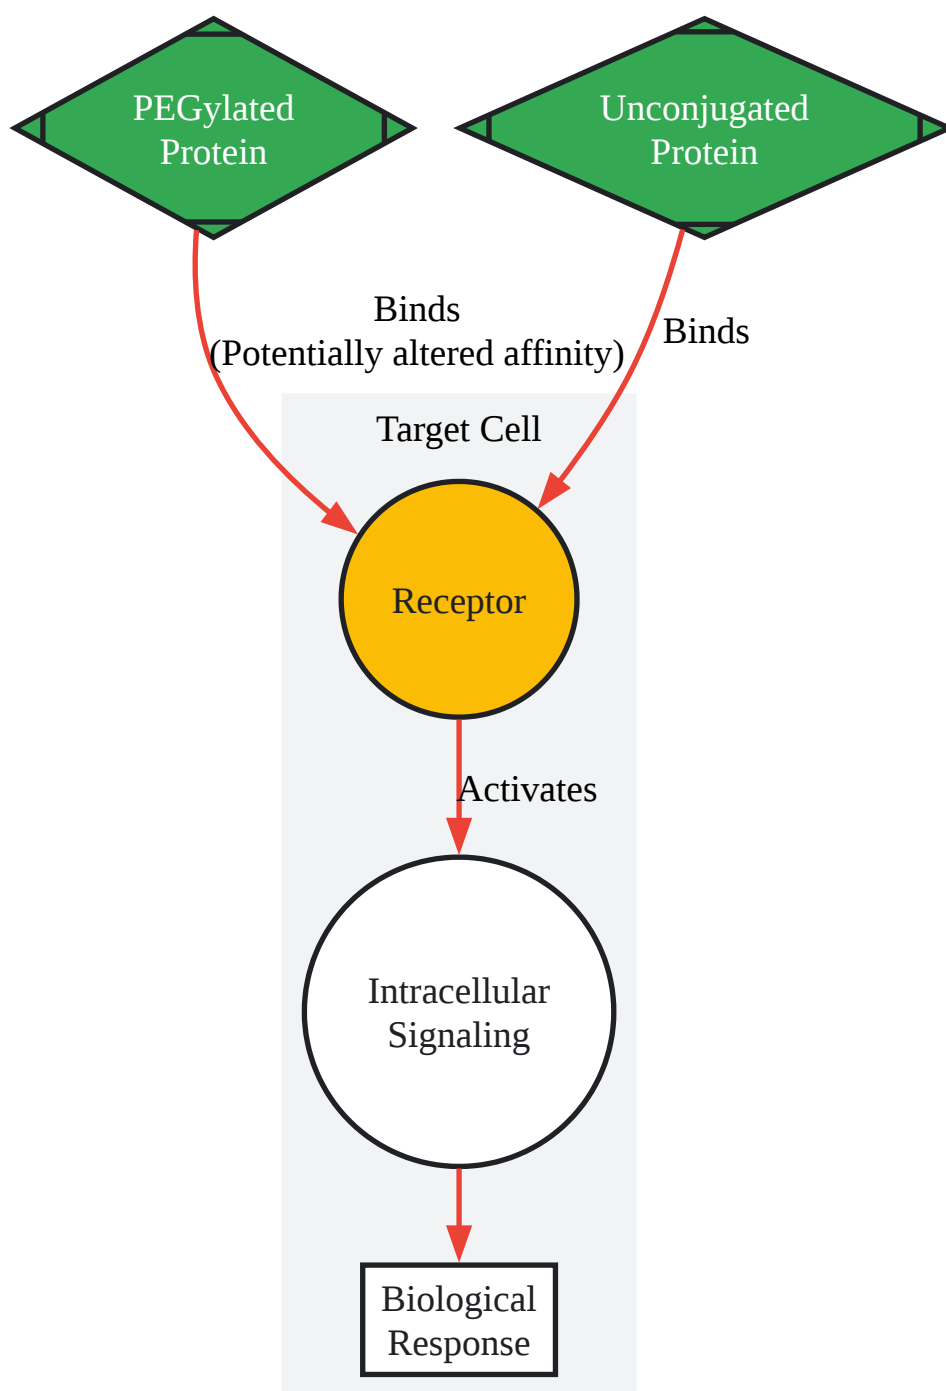 PEGylated
Protein
Unconjugated
Protein
Binds
(Potentially altered affinity)
Binds
Target Cell
Receptor
Activates
Intracellular
Signaling
Biological
Response